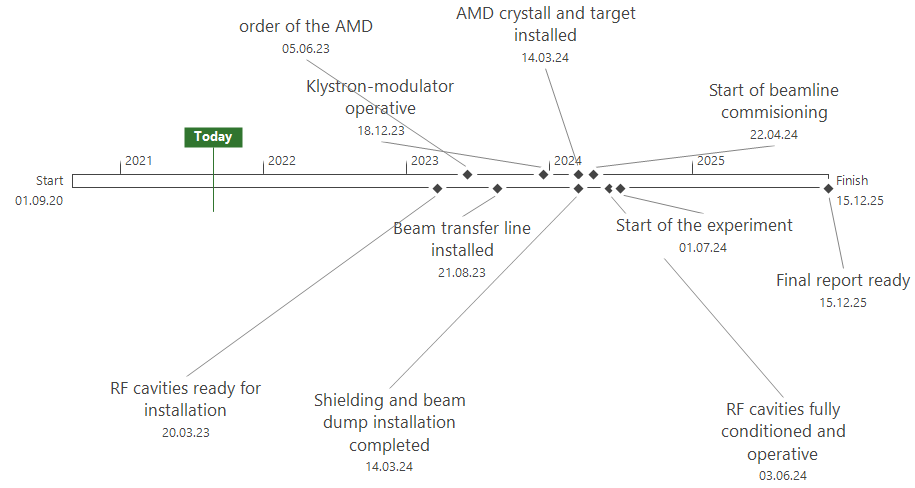 order of the AMD
05.06.23
AMD crystall and target
installed
14.03.24
Klystron-modulator
operative
18.12.23
Start of beamline
commisioning
22.04.24
Today
2021
2022
2023
2024
2025
Start
01.09.20
Finish
15.12.25
Beam transfer line
installed
21.08.23
Start of the experiment
01.07.24
Final report ready
15.12.25
RF cavities ready for
installation
20.03.23
Shielding and beam
dump installation
completed
14.03.24
RF cavities fully
conditioned and
operative
03.06.24